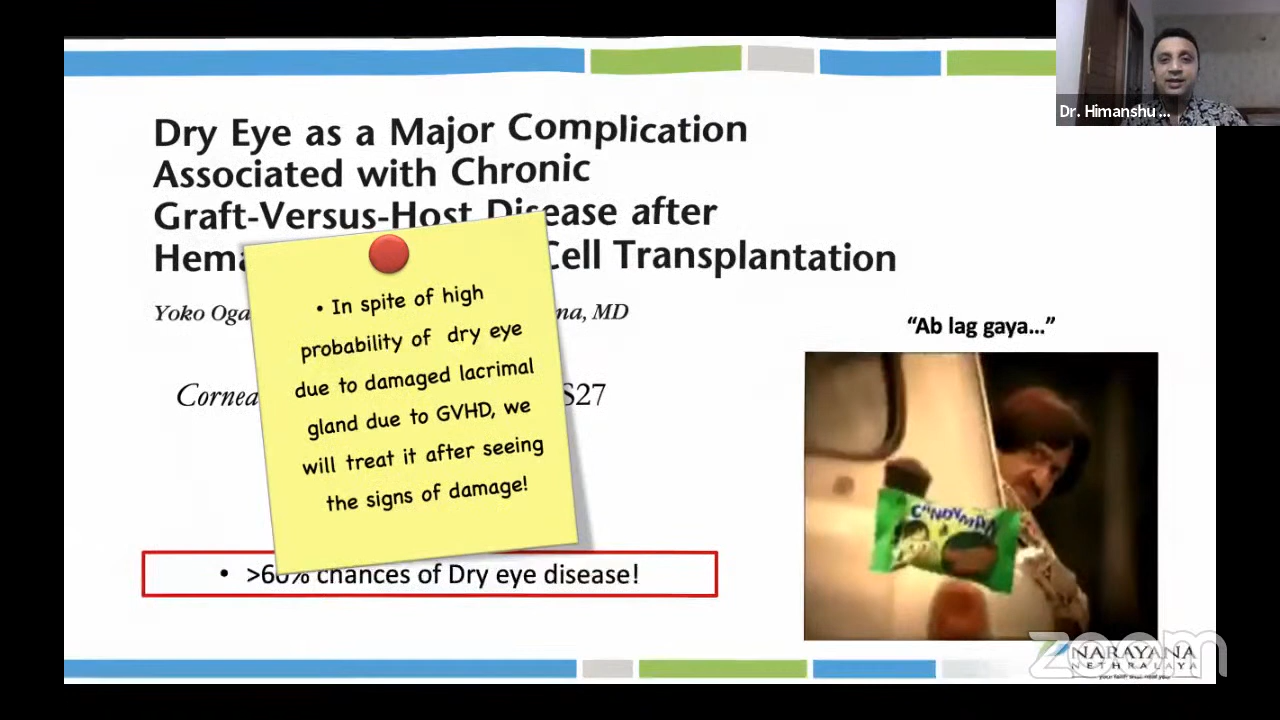 Dry Eye as a Major Complication
Associated with Chronic
Graft-Versus-Host Disease after
Hema Cell Transplantation
Yoko Oga na, MD
Cornea S27
• In spite of high
probability of dry eye
due to damaged lacrimal
gland due to GVHD, we
will treat it after seeing
the signs of damage!
• >60% chances of Dry eye disease!
"Ab lag gaya..."
CANDYMAN
Dr. Himanshu ...
zoom
NARAYANA
NETHRALAYA